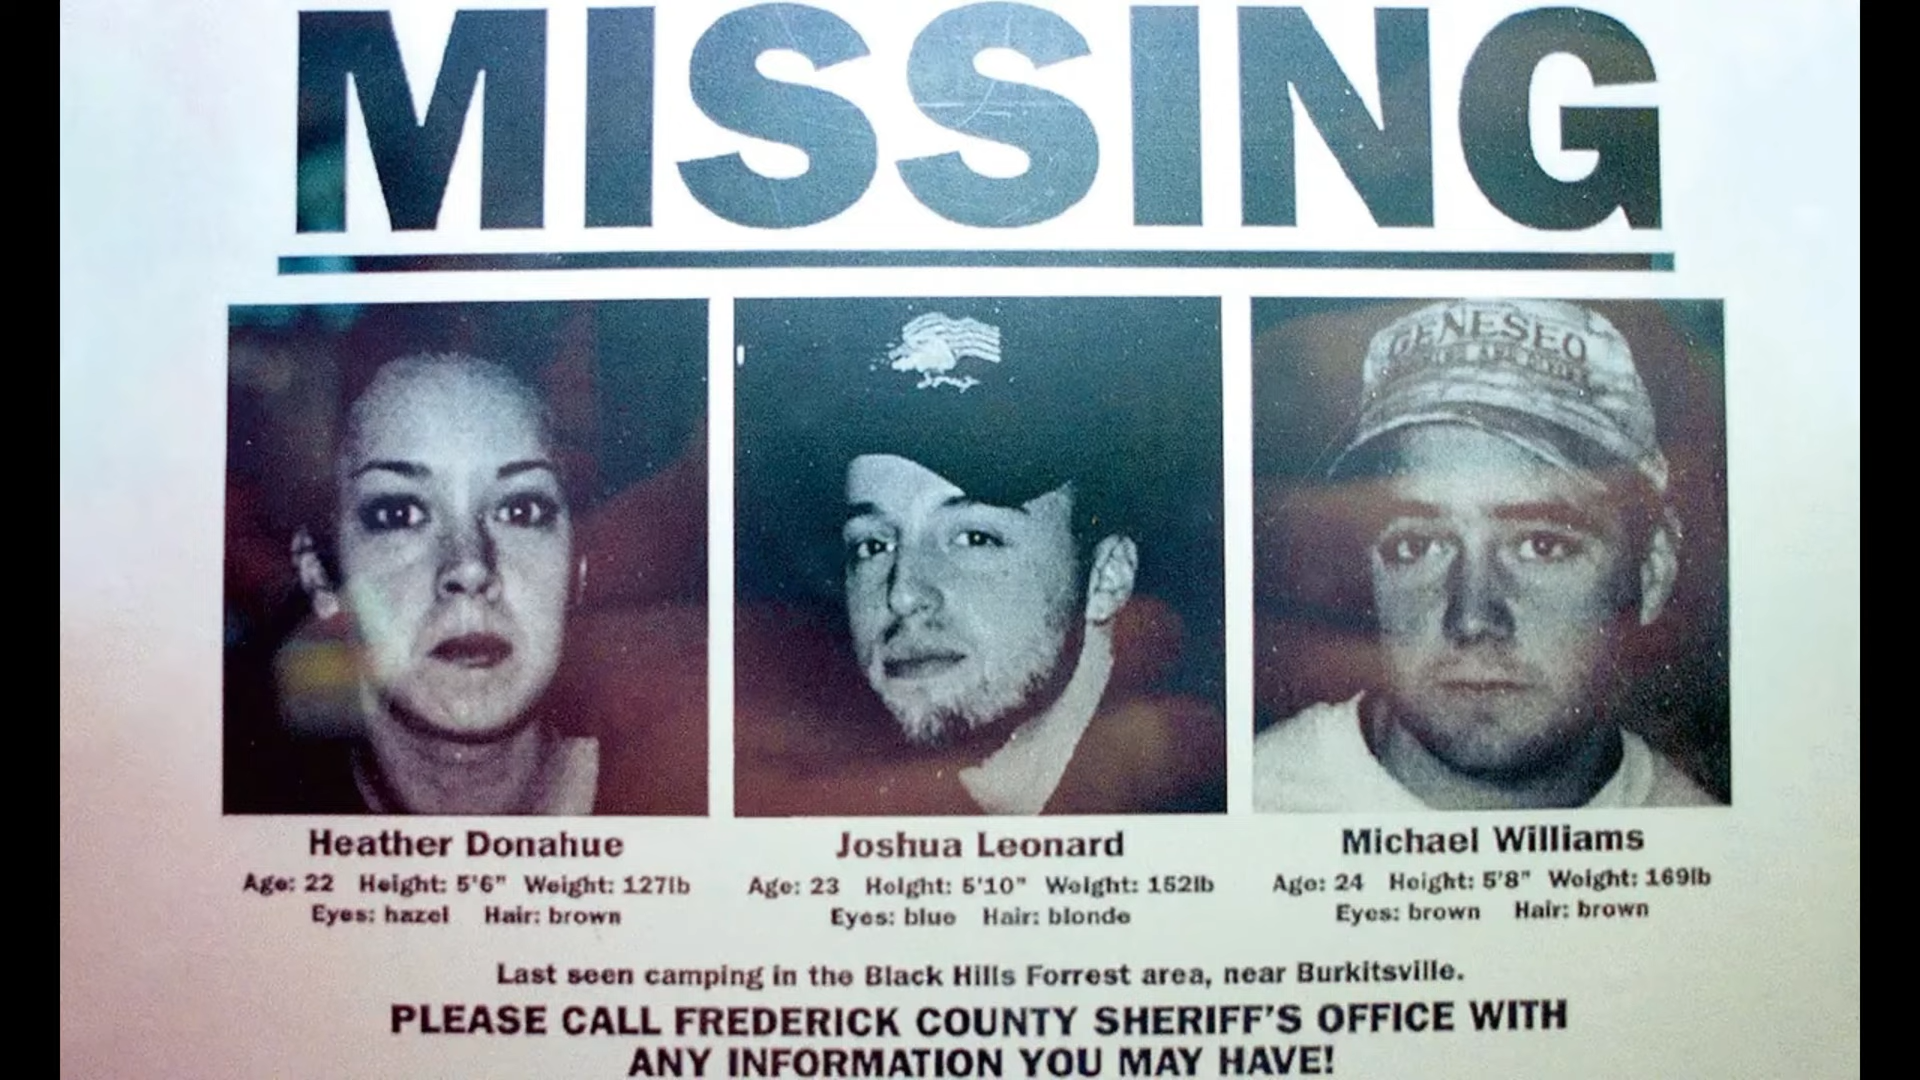 MISSING
GENESEO
Heather Donahue
Age: 22 Height: 5'6" Weight: 127lb
Eyes: hazel Hair: brown
Joshua Leonard
Age: 23 Height: 5'10" Weight: 152lb
Eyes: blue Hair: blonde
Michael Williams
Age: 24 Height: 5'8" Weight: 169lb
Eyes: brown Hair: brown
Last seen camping in the Black Hills Forrest area, near Burkitsville.
PLEASE CALL FREDERICK COUNTY SHERIFF'S OFFICE WITH
ANY INFORMATION YOU MAY HAVE!